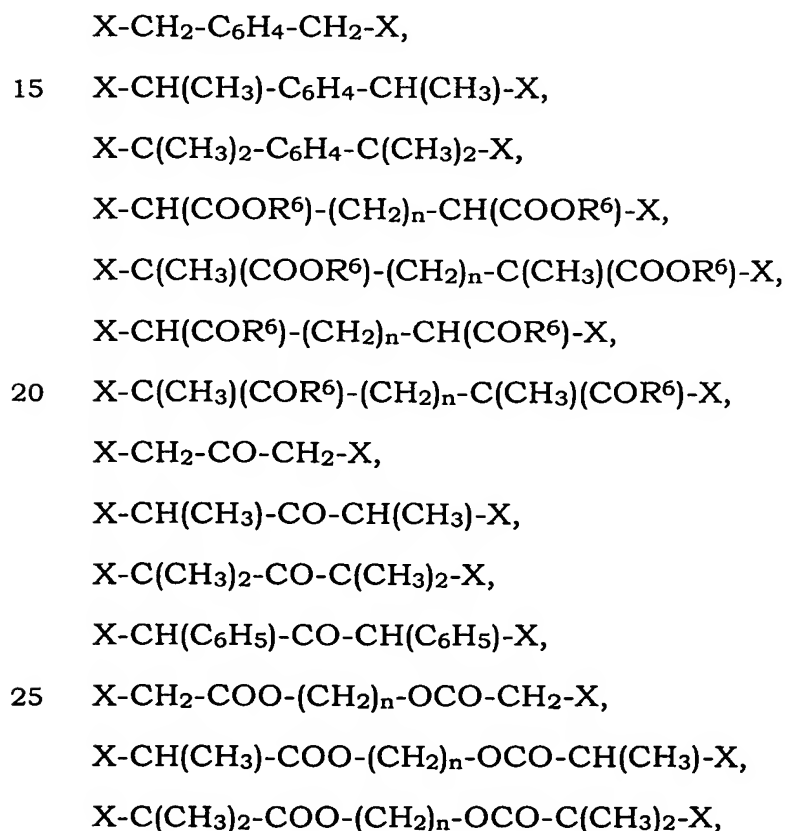 X-CH₂-C₆H₄-CH₂-X,
15 X-CH(CH₃)-C₆H₄-CH(CH₃)-X,
X-C(CH₃)₂-C₆H₄-C(CH₃)₂-X,
X-CH(COOR⁶)-(CH₂)ₙ-CH(COOR⁶)-X,
X-C(CH₃)(COOR⁶)-(CH₂)ₙ-C(CH₃)(COOR⁶)-X,
X-CH(COR⁶)-(CH₂)ₙ-CH(COR⁶)-X,
20 X-C(CH₃)(COR⁶)-(CH₂)ₙ-C(CH₃)(COR⁶)-X,
X-CH₂-CO-CH₂-X,
X-CH(CH₃)-CO-CH(CH₃)-X,
X-C(CH₃)₂-CO-C(CH₃)₂-X,
X-CH(C₆H₅)-CO-CH(C₆H₅)-X,
25 X-CH₂-COO-(CH₂)ₙ-OCO-CH₂-X,
X-CH(CH₃)-COO-(CH₂)ₙ-OCO-CH(CH₃)-X,
X-C(CH₃)₂-COO-(CH₂)ₙ-OCO-C(CH₃)₂-X,